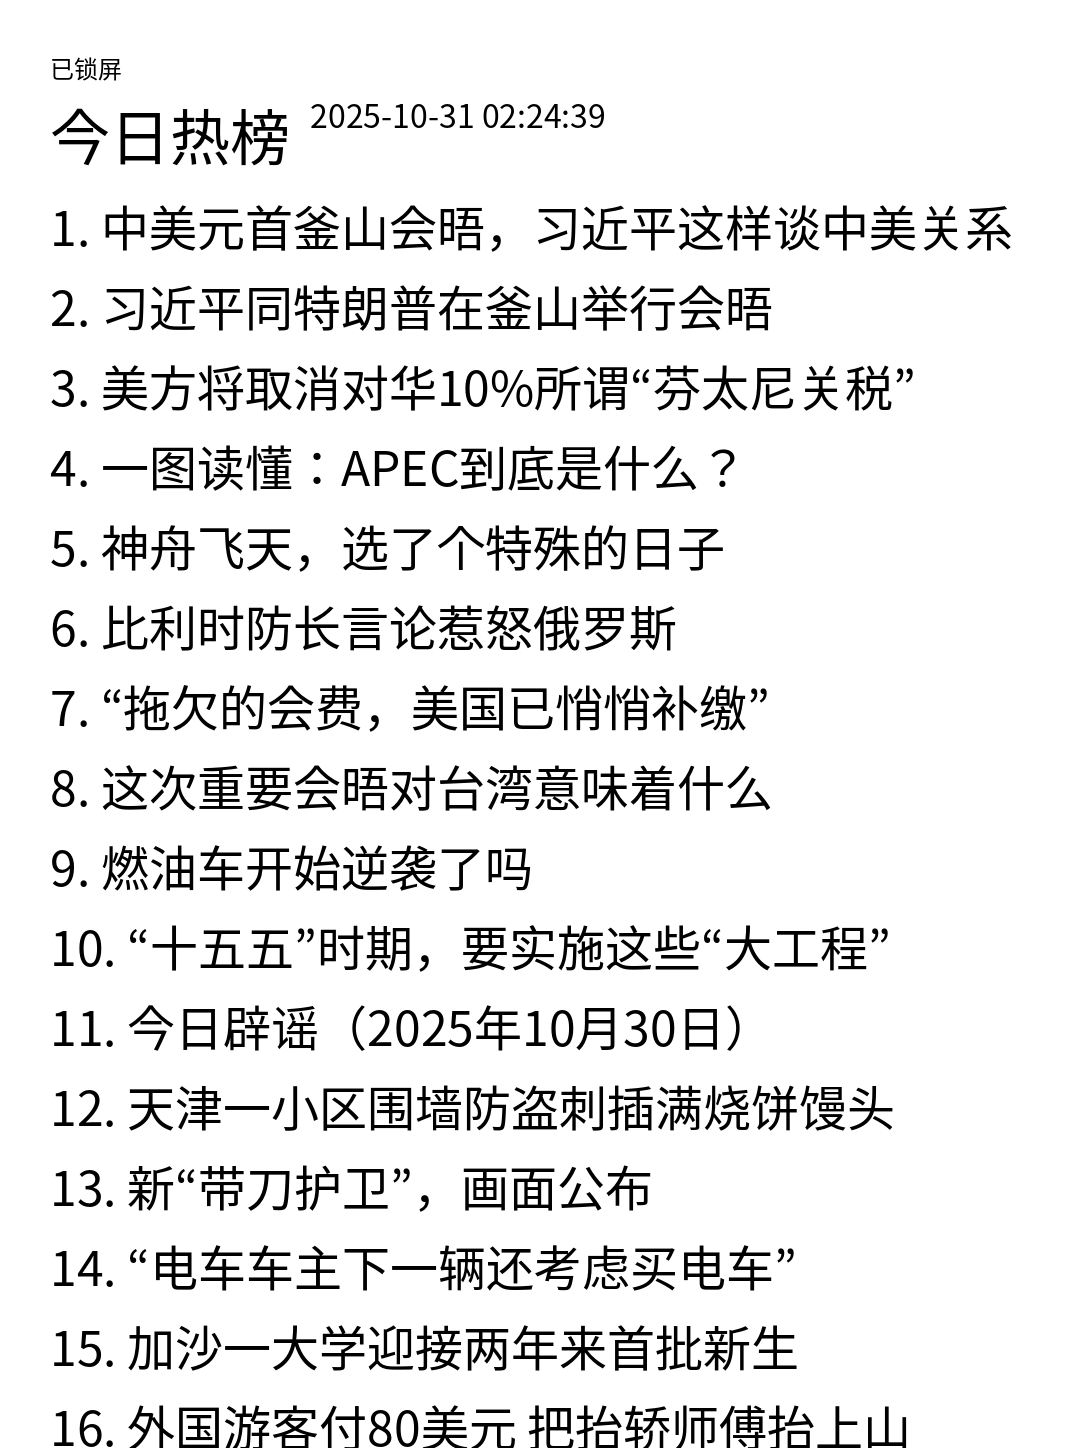 已锁屏
今日热榜 2025-10-31 02:24:39
1. 中美元首釜山会晤，习近平这样谈中美关系
2. 习近平同特朗普在釜山举行会晤
3. 美方将取消对华10%所谓“芬太尼关税”
4. 一图读懂：APEC到底是什么？
5. 神舟飞天，选了个特殊的日子
6. 比利时防长言论惹怒俄罗斯
7. “拖欠的会费，美国已悄悄补缴”
8. 这次重要会晤对台湾意味着什么
9. 燃油车开始逆袭了吗
10. “十五五”时期，要实施这些“大工程”
11. 今日辟谣（2025年10月30日）
12. 天津一小区围墙防盗刺插满烧饼馒头
13. 新“带刀护卫”，画面公布
14. “电车车主下一辆还考虑买电车”
15. 加沙一大学迎接两年来首批新生
16. 外国游客付80美元 把抬轿师傅抬上山